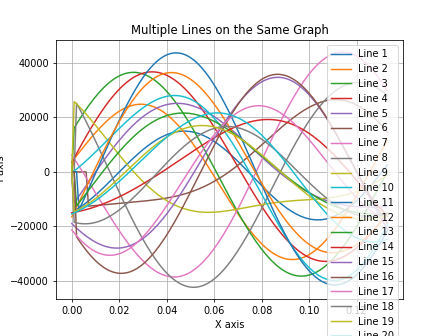 Multiple Lines on the Same Graph
40000
20000
0
−20000
−40000
0.00 0.02 0.04 0.06 0.08 0.10
X axis
axis
Line 1
Line 2
Line 3
Line 4
Line 5
Line 6
Line 7
Line 8
Line 9
Line 10
Line 11
Line 12
Line 13
Line 14
Line 15
Line 16
Line 17
Line 18
Line 19
Line 20